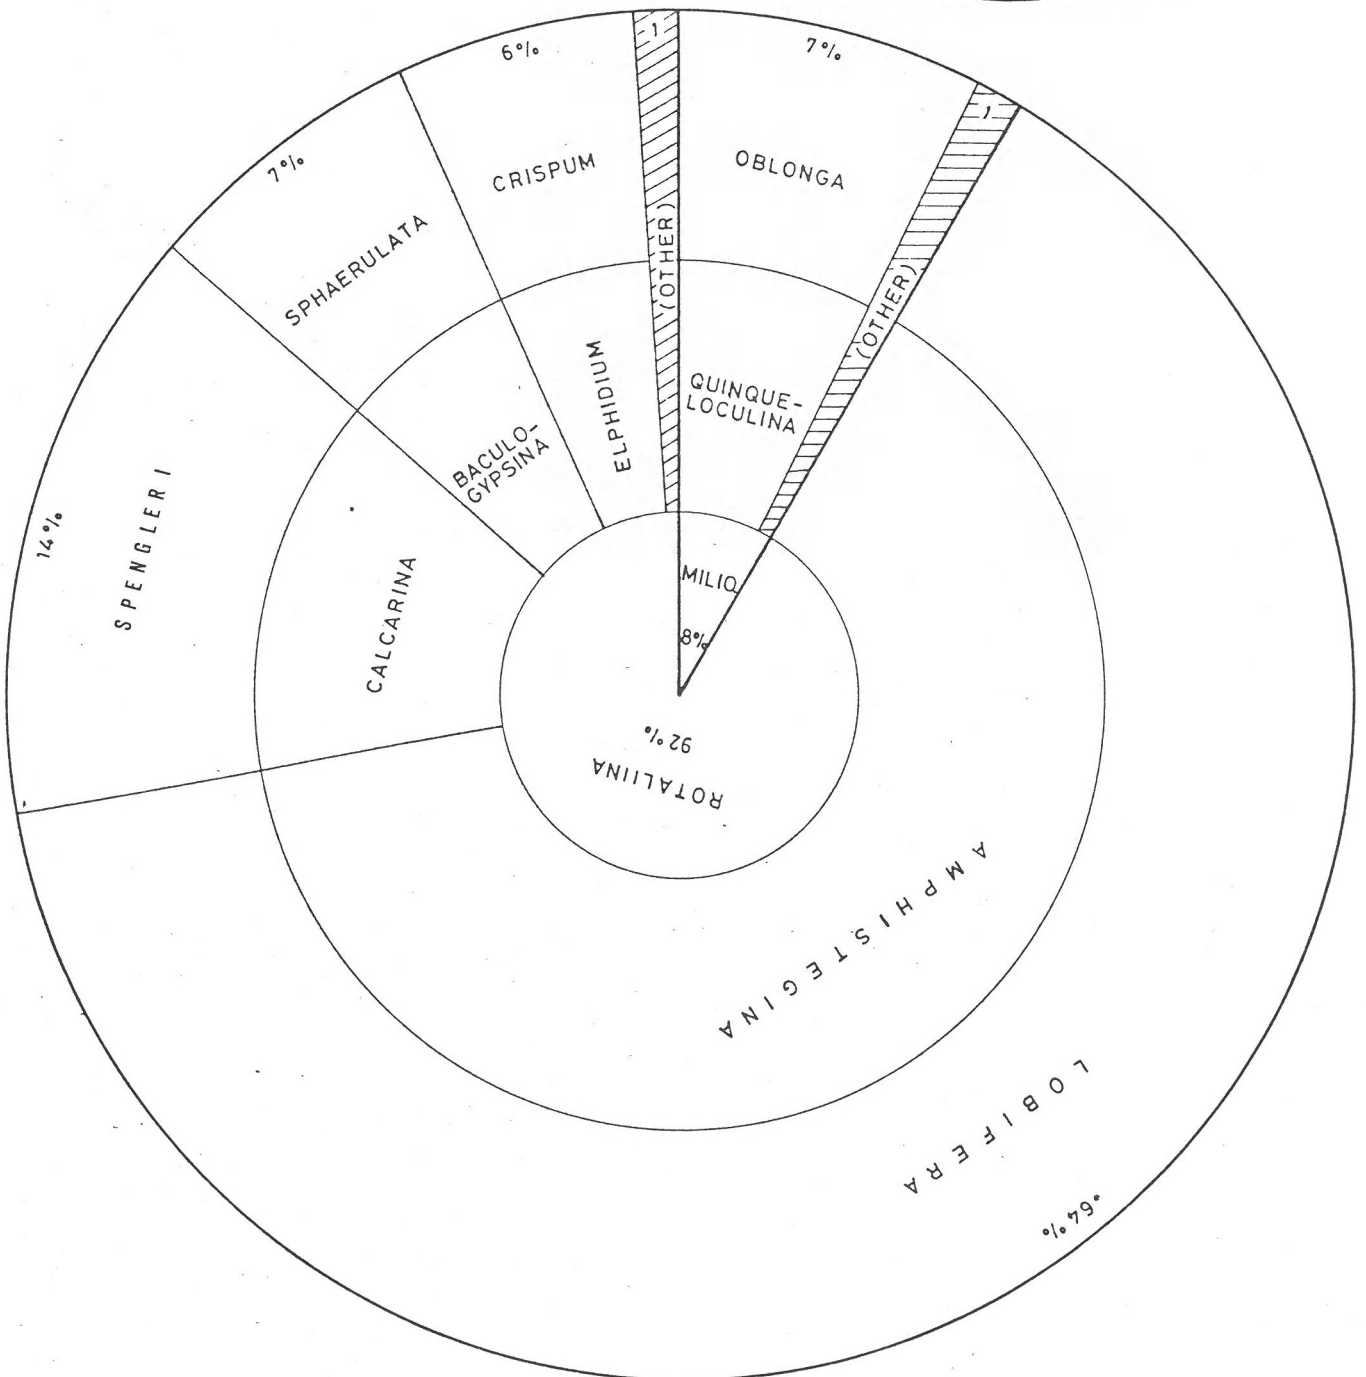 6%
1
7%
1
7%
CRISPUM
OBLONGA
SPHAERULATA
(OTHER)
(OTHER)
ELPHIDIUM
QUINQUE-
LOCULINA
BACULO-
GYPSINA
14%
SPENGLERI
CALCARINA
MILIO.
8%
92%
ROTALIINA
AMPHISTEGINA
LOBIFERA
64%